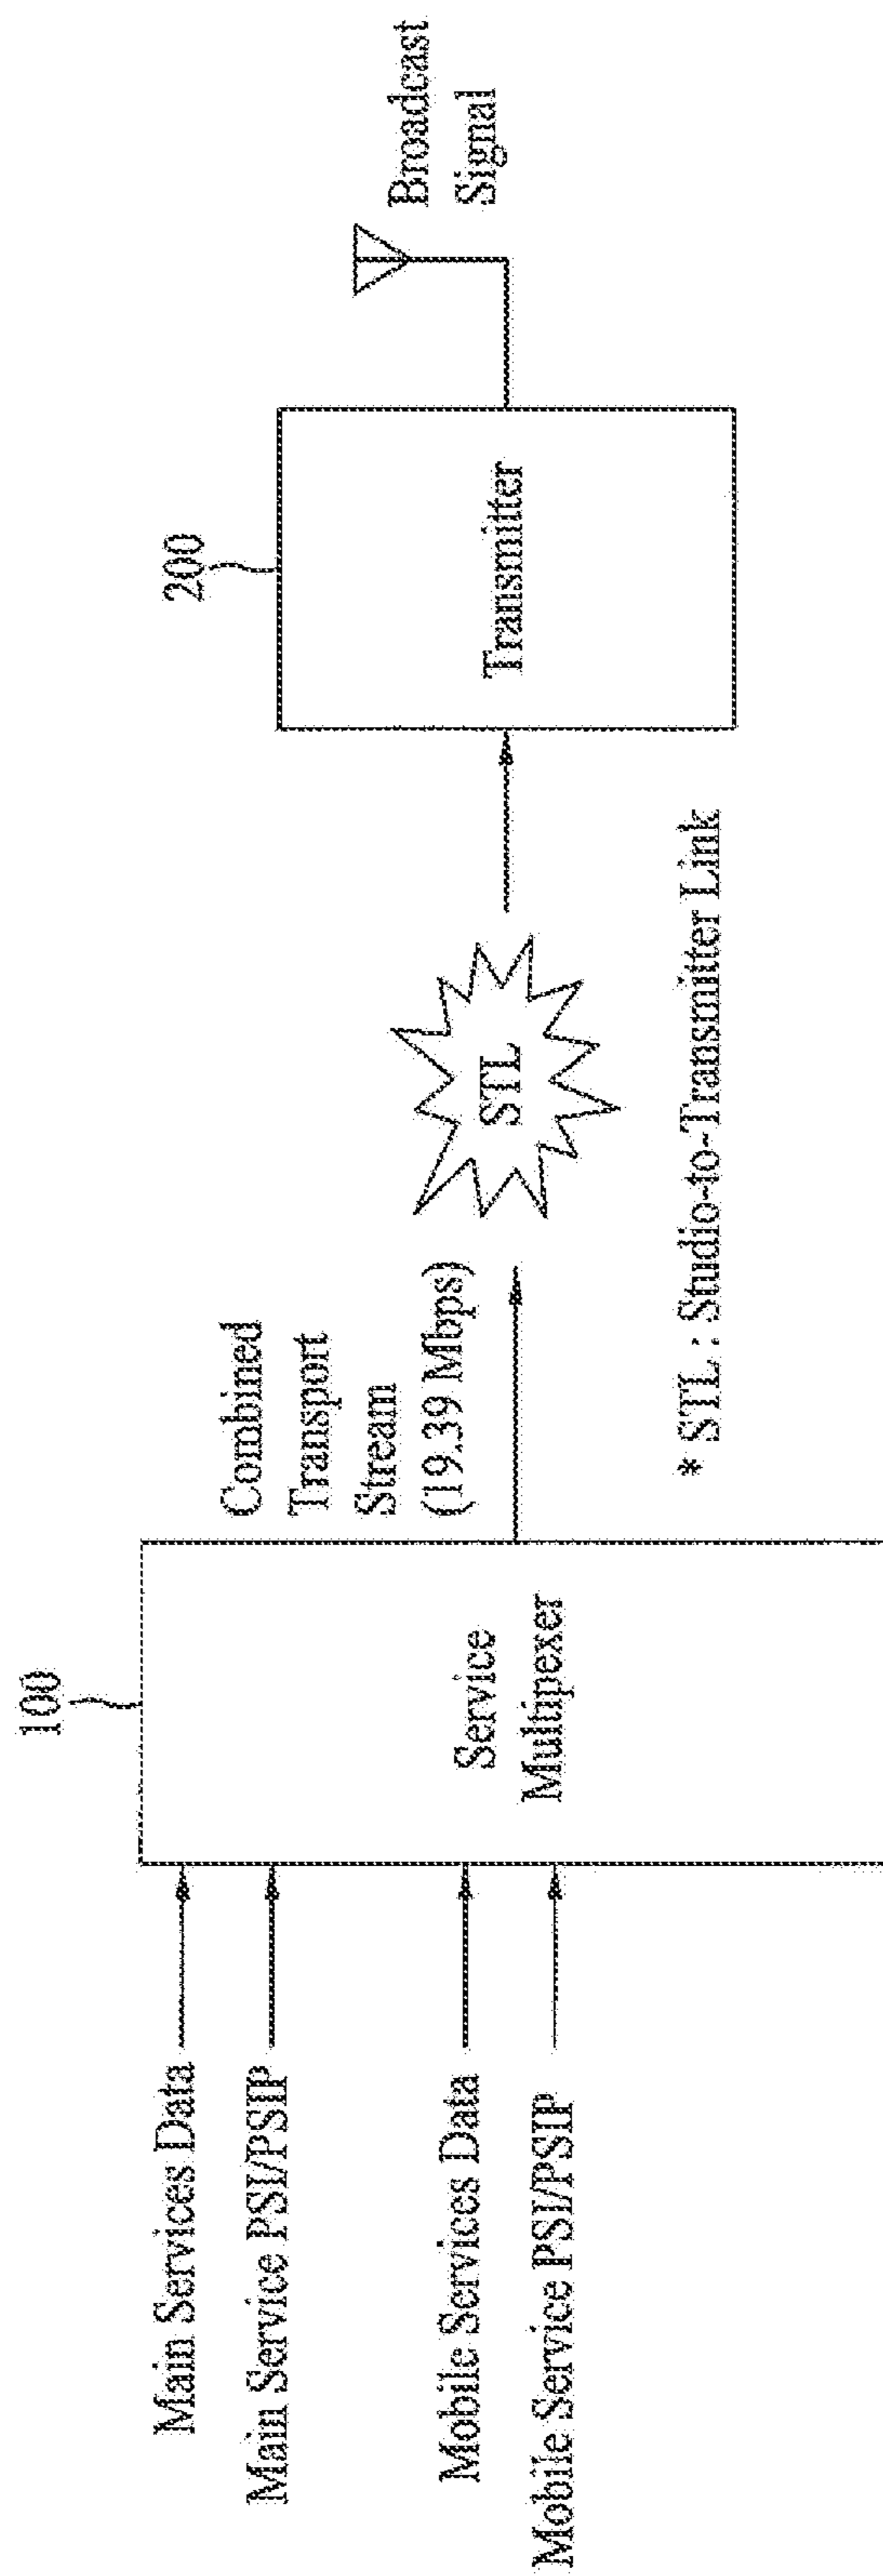 Main Services Data
Main Service PSI/PSIP
Mobile Services Data
Mobile Service PSI/PSIP
100
Service
Multipexer
Combined
Transport
Stream
(19.39 Mbps)
STL
200
Transmitter
Broadcast
Signal
* STL : Studio-to-Transmitter Link